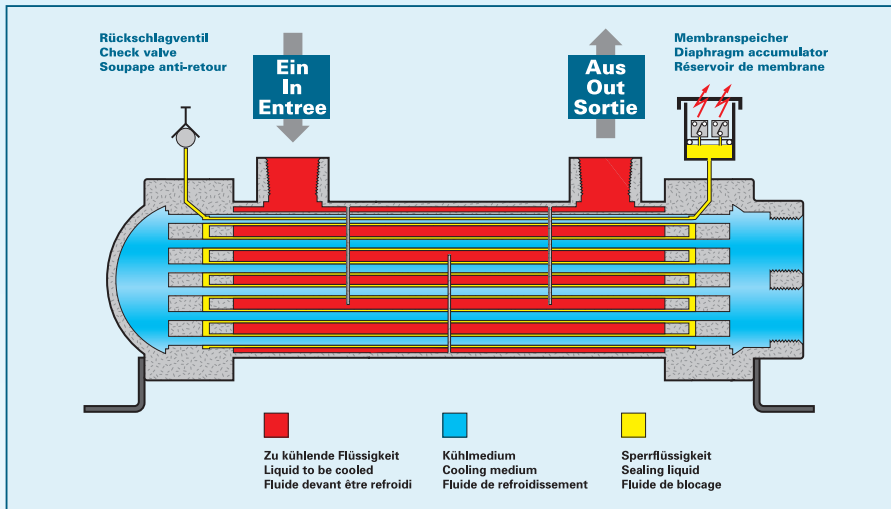 Rückschlagventil
Check valve
Soupape anti-retour
Ein
In
Entree
Aus
Out
Sortie
Membranspeicher
Diaphragm accumulator
Réservoir de membrane
Zu kühlende Flüssigkeit
Liquid to be cooled
Fluide devant être refroidi
Kühlmedium
Cooling medium
Fluide de refroidissement
Sperrflüssigkeit
Sealing liquid
Fluide de blocage